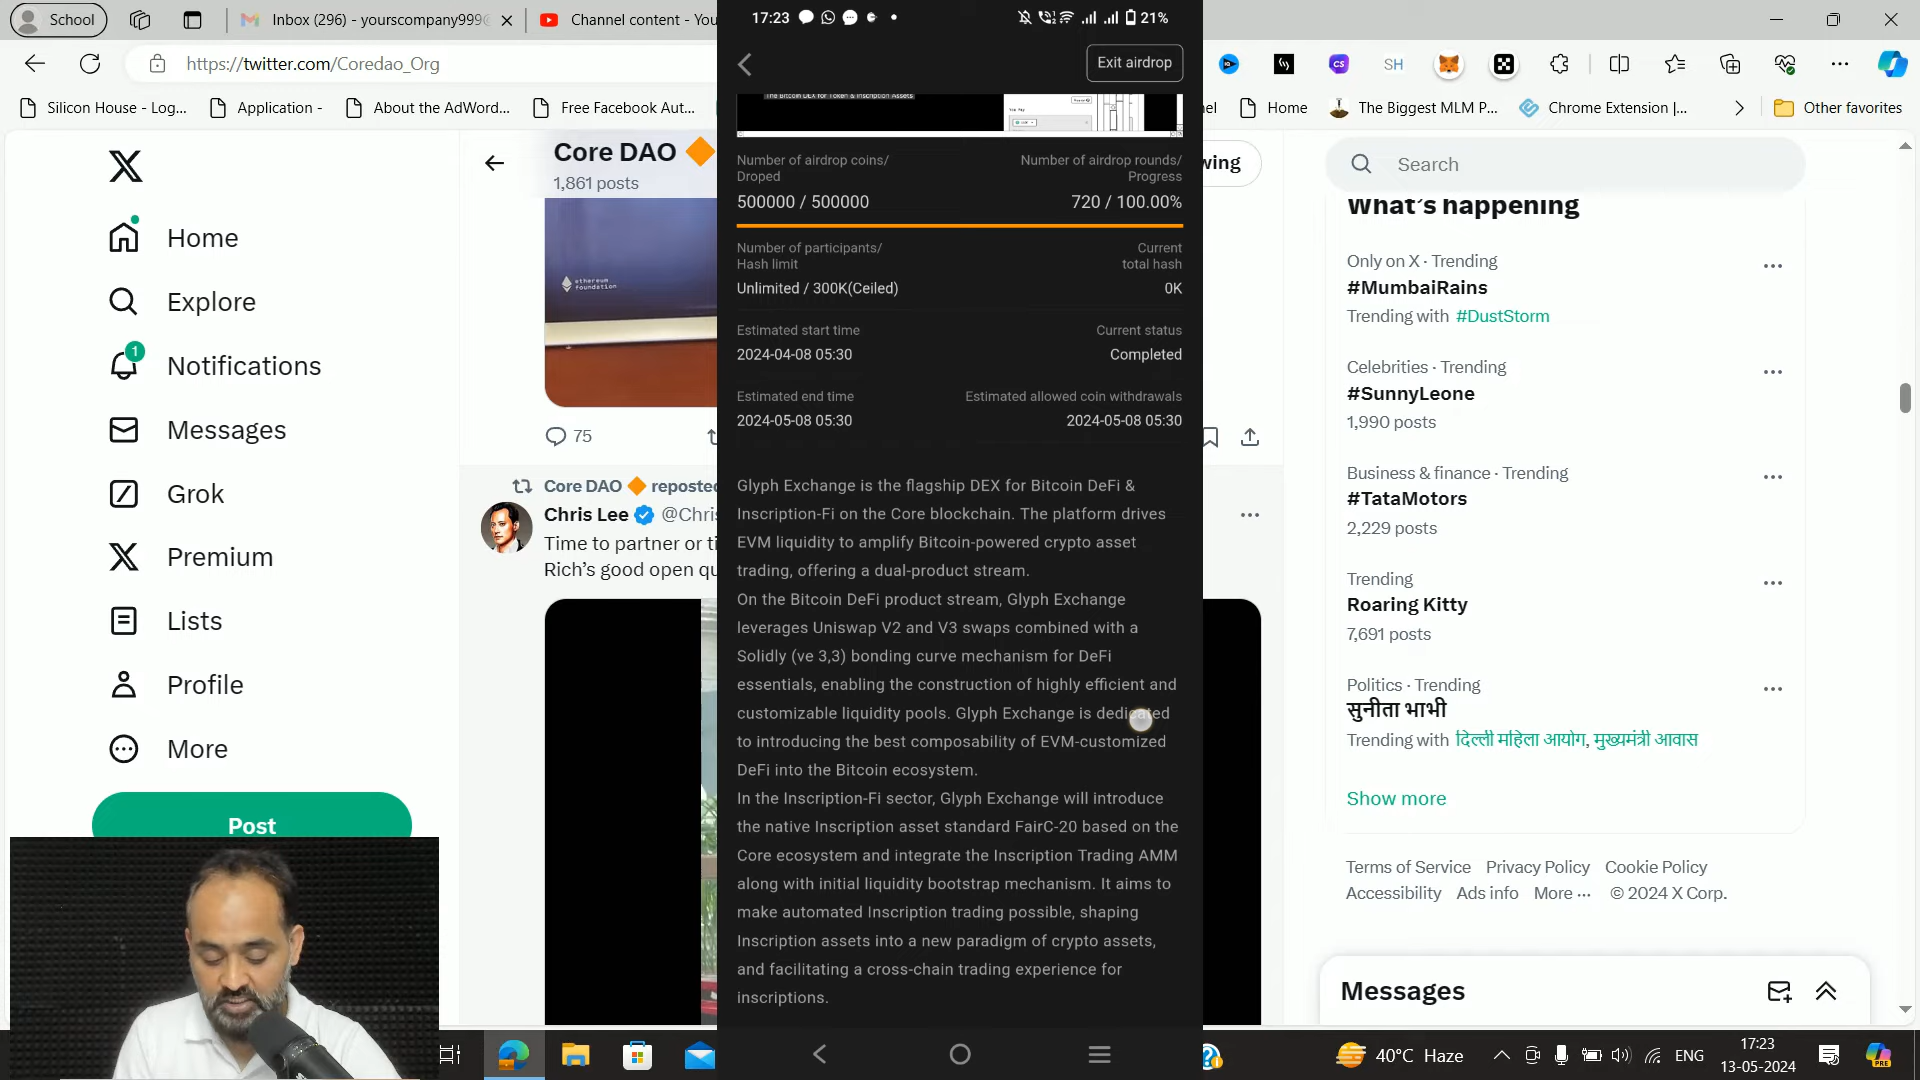 School
Inbox (296) - yourscompany999@
Channel content - You
https://twitter.com/Coredao_Org
Silicon House - Log...
Application -
About the AdWord...
Free Facebook Aut...
nel
Home
The Biggest MLM P...
Chrome Extension |...
Other favorites
SH
CS
X
Home
Explore
1
Notifications
Messages
Grok
Premium
Lists
Profile
More
Post
Core DAO
1,861 posts
wing
ethereum
foundation
75
Core DAO 🔶 reposted
Chris Lee @Chris
Time to partner or ti
Rich's good open qu
17:23
21%
Exit airdrop
The Bitcoin DEX for Token & Inscription Assets
Number of airdrop coins/
Droped
500000 / 500000
Number of airdrop rounds/
Progress
720 / 100.00%
Number of participants/
Hash limit
Unlimited / 300K(Ceiled)
Current
total hash
0K
Estimated start time
2024-04-08 05:30
Current status
Completed
Estimated end time
2024-05-08 05:30
Estimated allowed coin withdrawals
2024-05-08 05:30
Glyph Exchange is the flagship DEX for Bitcoin DeFi &
Inscription-Fi on the Core blockchain. The platform drives
EVM liquidity to amplify Bitcoin-powered crypto asset
trading, offering a dual-product stream.
On the Bitcoin DeFi product stream, Glyph Exchange
leverages Uniswap V2 and V3 swaps combined with a
Solidly (ve 3,3) bonding curve mechanism for DeFi
essentials, enabling the construction of highly efficient and
customizable liquidity pools. Glyph Exchange is dedicated
to introducing the best composability of EVM-customized
DeFi into the Bitcoin ecosystem.
In the Inscription-Fi sector, Glyph Exchange will introduce
the native Inscription asset standard FairC-20 based on the
Core ecosystem and integrate the Inscription Trading AMM
along with initial liquidity bootstrap mechanism. It aims to
make automated Inscription trading possible, shaping
Inscription assets into a new paradigm of crypto assets,
and facilitating a cross-chain trading experience for
inscriptions.
Search
What's happening
Only on X · Trending
#MumbaiRains
Trending with #DustStorm
Celebrities · Trending
#SunnyLeone
1,990 posts
Business & finance · Trending
#TataMotors
2,229 posts
Trending
Roaring Kitty
7,691 posts
Politics · Trending
सुनीता भाभी
Trending with दिल्ली महिला आयोग, मुख्यमंत्री आवास
Show more
Terms of Service Privacy Policy Cookie Policy
Accessibility Ads info More ··· © 2024 X Corp.
Messages
40°C Haze
ENG
17:23
13-05-2024
PRE